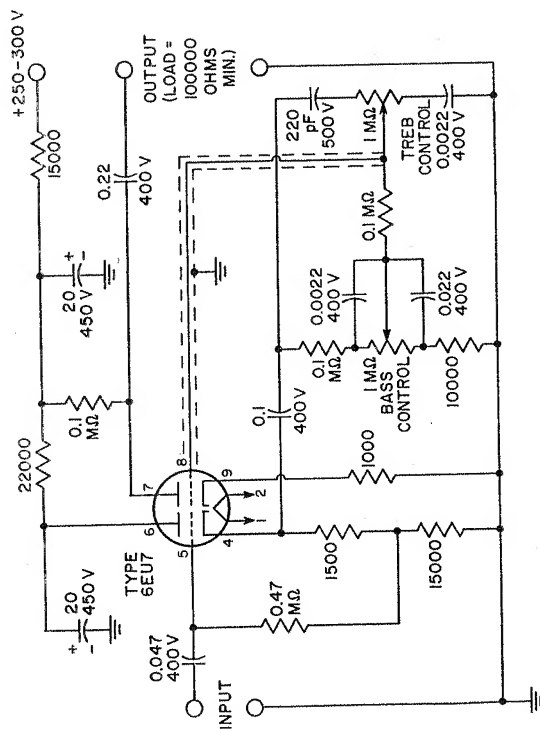 +250-300 V
15000
20
450 V
+
-
22000
0.1
MΩ
0.22
400 V
OUTPUT
(LOAD =
100000
OHMS
MIN.)
20
450 V
+
-
6
7
5
8
TYPE
6EU7
4
9
1
2
0.047
400 V
INPUT
0.47
MΩ
1500
15000
1000
0.1
400 V
0.1
MΩ
1 MΩ
BASS
CONTROL
10000
0.0022
400 V
0.022
400 V
0.1 MΩ
220
pF
500 V
1 MΩ
TREB
CONTROL
0.0022
400 V